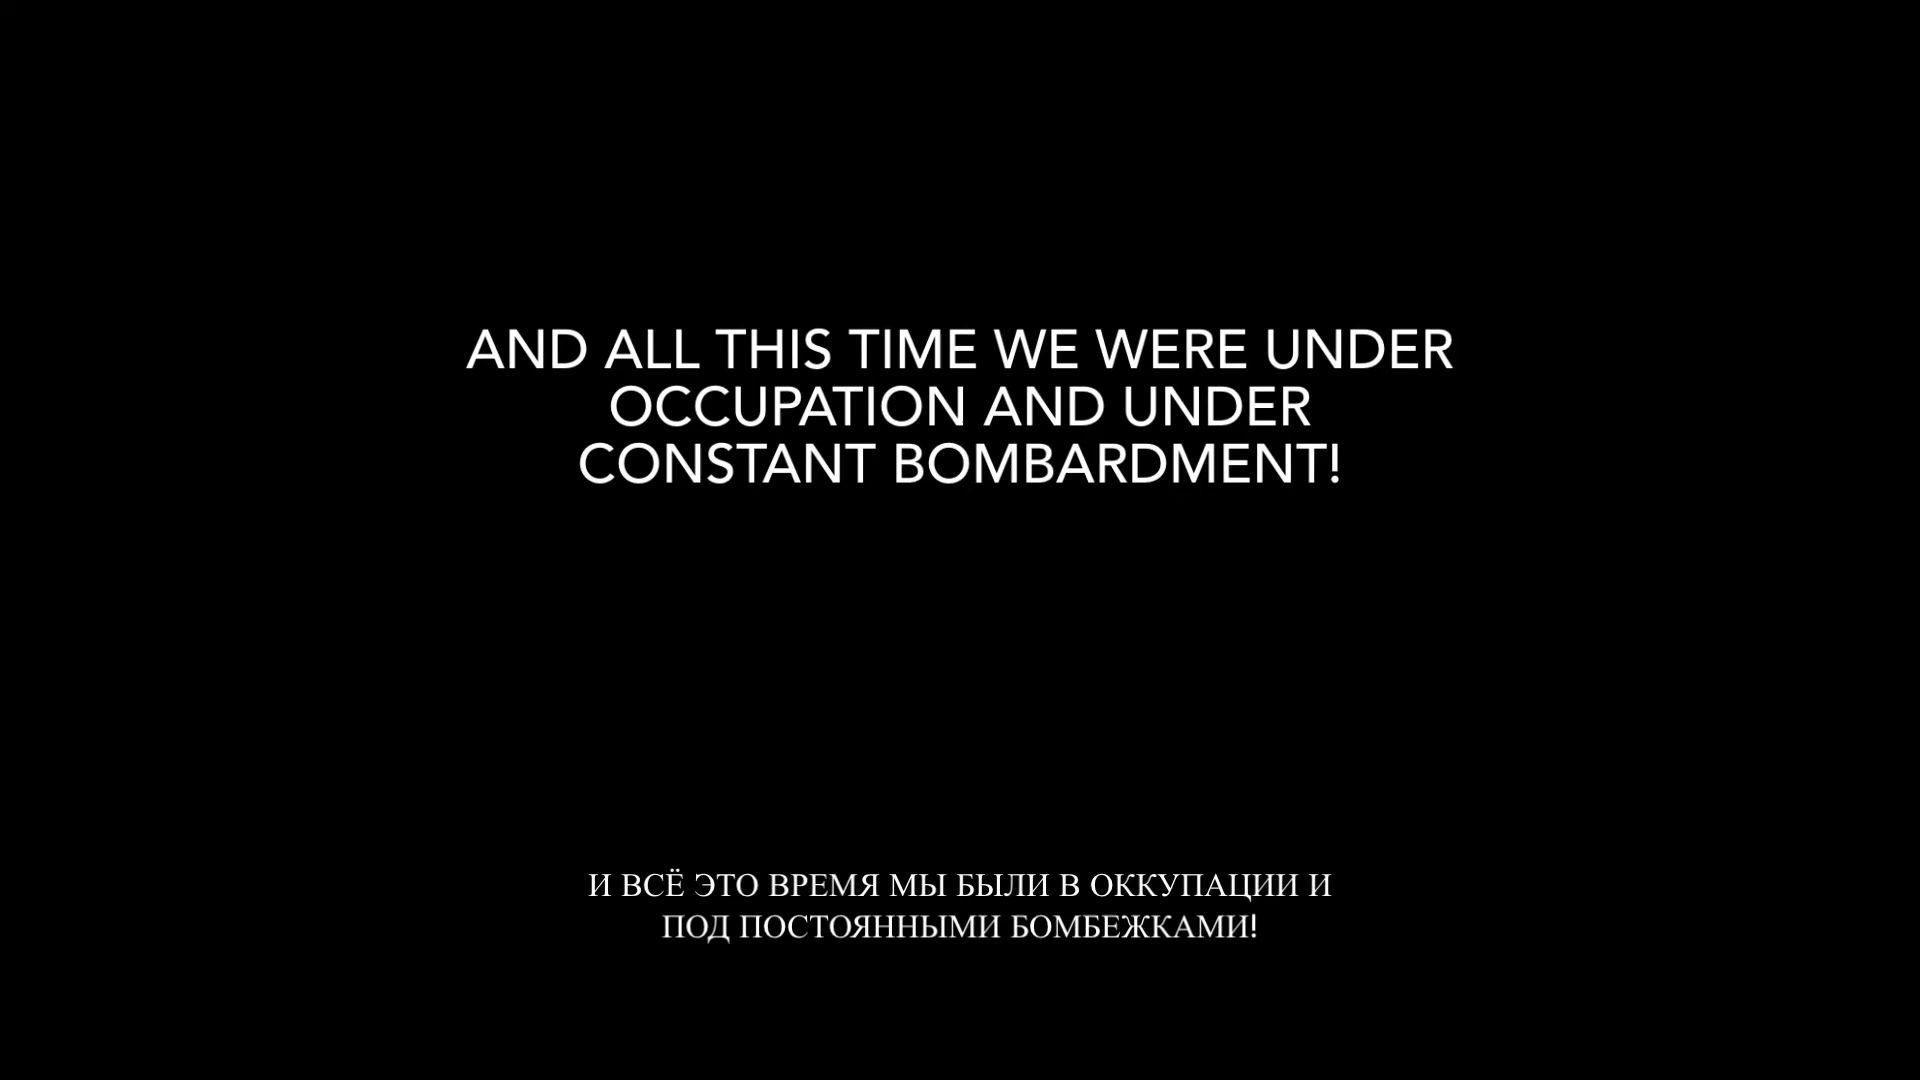 AND ALL THIS TIME WE WERE UNDER
OCCUPATION AND UNDER
CONSTANT BOMBARDMENT!
И ВСЁ ЭТО ВРЕМЯ МЫ БЫЛИ В ОККУПАЦИИ И
ПОД ПОСТОЯННЫМИ БОМБЕЖКАМИ!